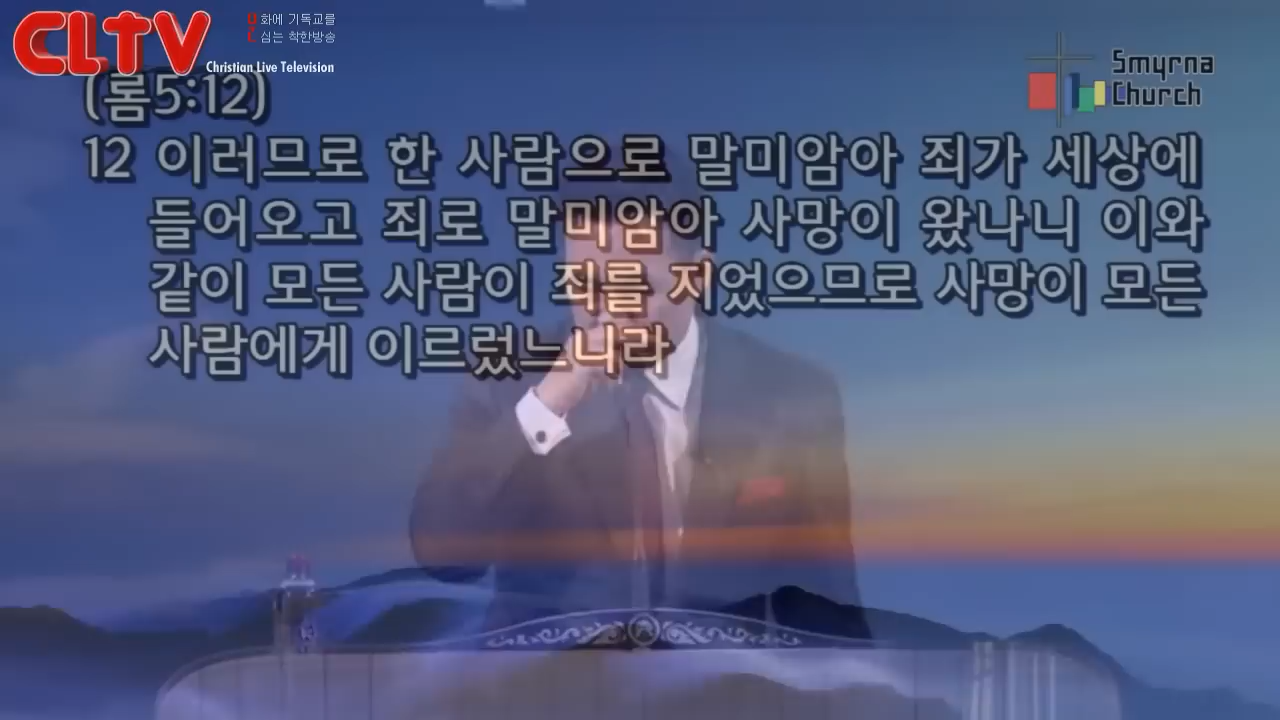 CLTV
화에 기독교를
심는 착한방송
Christian Live Television
Smyrna
Church
(롬5:12)
12 이러므로 한 사람으로 말미암아 죄가 세상에
들어오고 죄로 말미암아 사망이 왔나니 이와
같이 모든 사람이 죄를 지었으므로 사망이 모든
사람에게 이르렀느니라